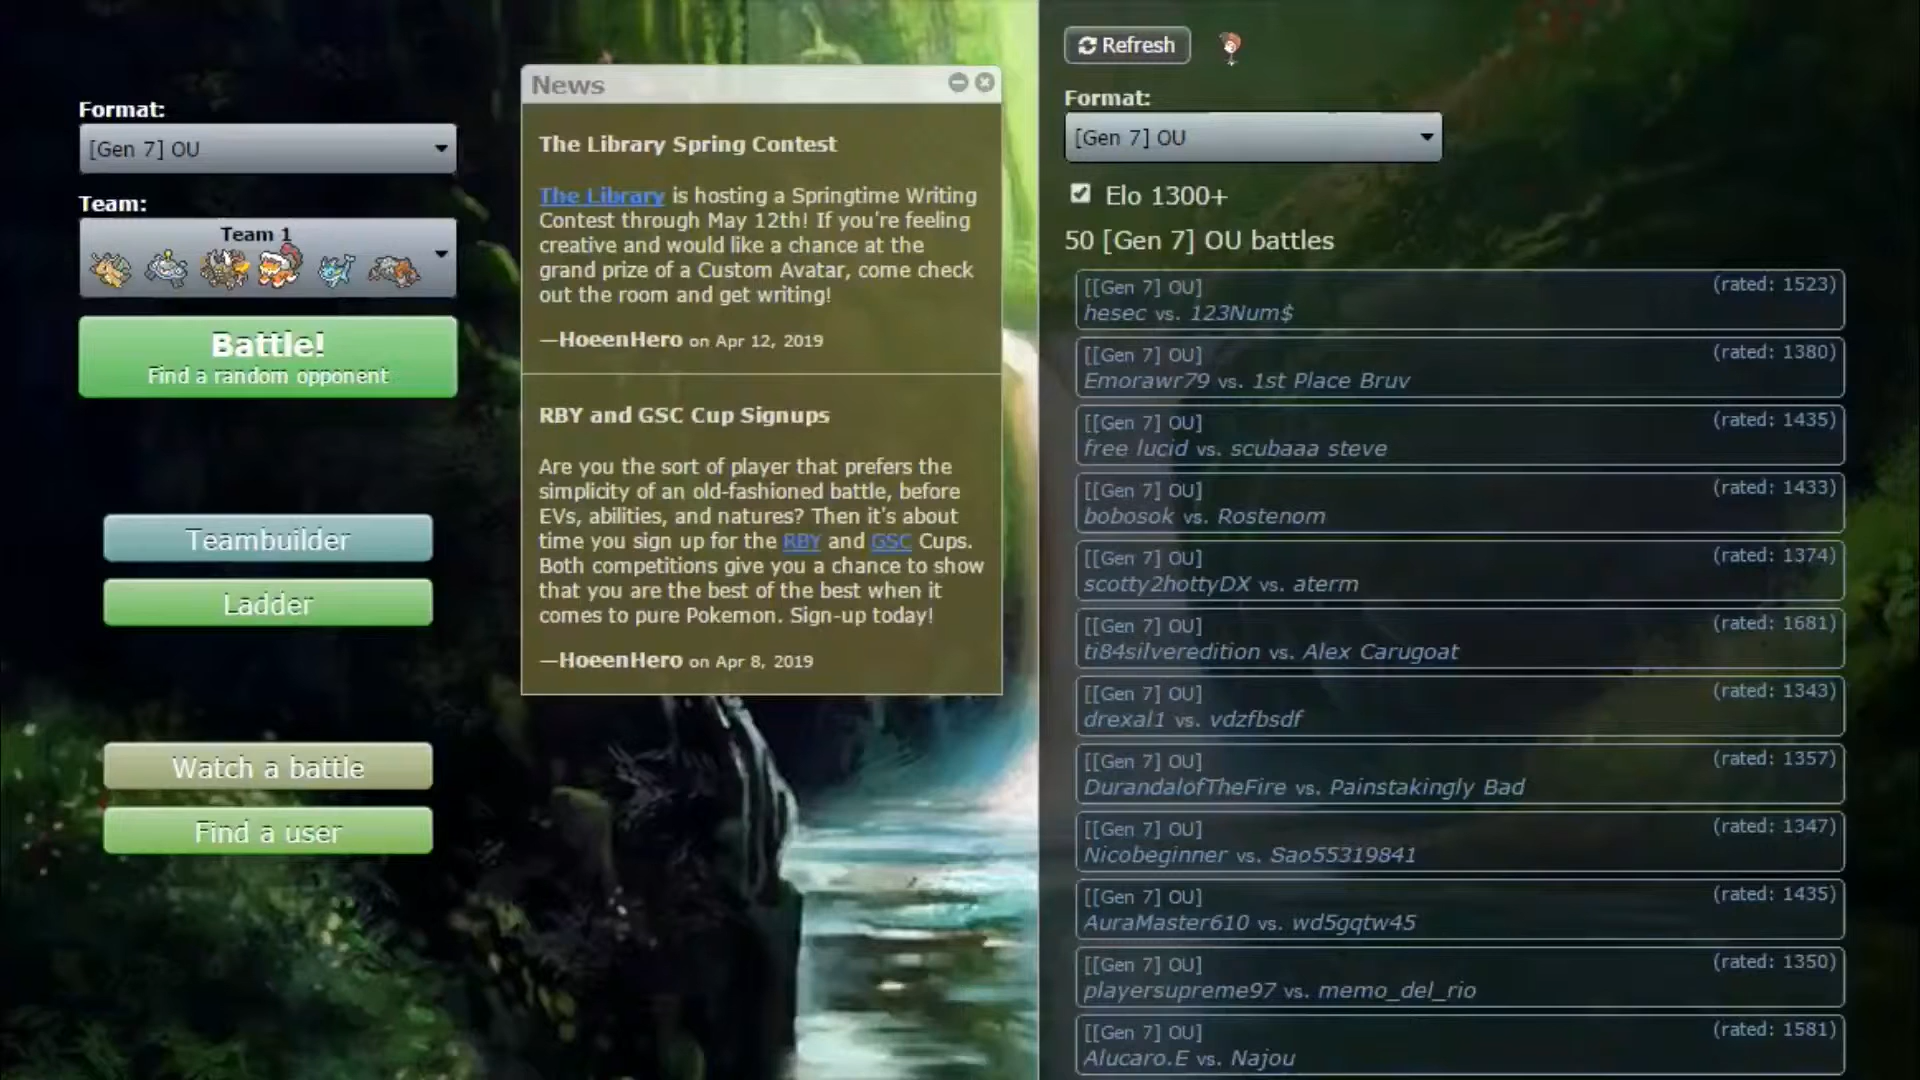 Format:
[Gen 7] OU
Team:
Team 1
Battle!
Find a random opponent
Teambuilder
Ladder
Watch a battle
Find a user
News
The Library Spring Contest
The Library is hosting a Springtime Writing
Contest through May 12th! If you're feeling
creative and would like a chance at the
grand prize of a Custom Avatar, come check
out the room and get writing!
—HoeenHero on Apr 12, 2019
RBY and GSC Cup Signups
Are you the sort of player that prefers the
simplicity of an old-fashioned battle, before
EVs, abilities, and natures? Then it's about
time you sign up for the RBY and GSC Cups.
Both competitions give you a chance to show
that you are the best of the best when it
comes to pure Pokemon. Sign-up today!
—HoeenHero on Apr 8, 2019
Refresh
Format:
[Gen 7] OU
Elo 1300+
50 [Gen 7] OU battles
[[Gen 7] OU] (rated: 1523)
hesec vs. 123Num$
[[Gen 7] OU] (rated: 1380)
Emorawr79 vs. 1st Place Bruv
[[Gen 7] OU] (rated: 1435)
free lucid vs. scubaaa steve
[[Gen 7] OU] (rated: 1433)
bobosok vs. Rostenom
[[Gen 7] OU] (rated: 1374)
scotty2hottyDX vs. aterm
[[Gen 7] OU] (rated: 1681)
ti84silveredition vs. Alex Carugoat
[[Gen 7] OU] (rated: 1343)
drexal1 vs. vdzfbsdf
[[Gen 7] OU] (rated: 1357)
DurandalofTheFire vs. Painstakingly Bad
[[Gen 7] OU] (rated: 1347)
Nicobeginner vs. Sao55319841
[[Gen 7] OU] (rated: 1435)
AuraMaster610 vs. wd5gqtw45
[[Gen 7] OU] (rated: 1350)
playersupreme97 vs. memo_del_rio
[[Gen 7] OU] (rated: 1581)
Alucaro.E vs. Najou